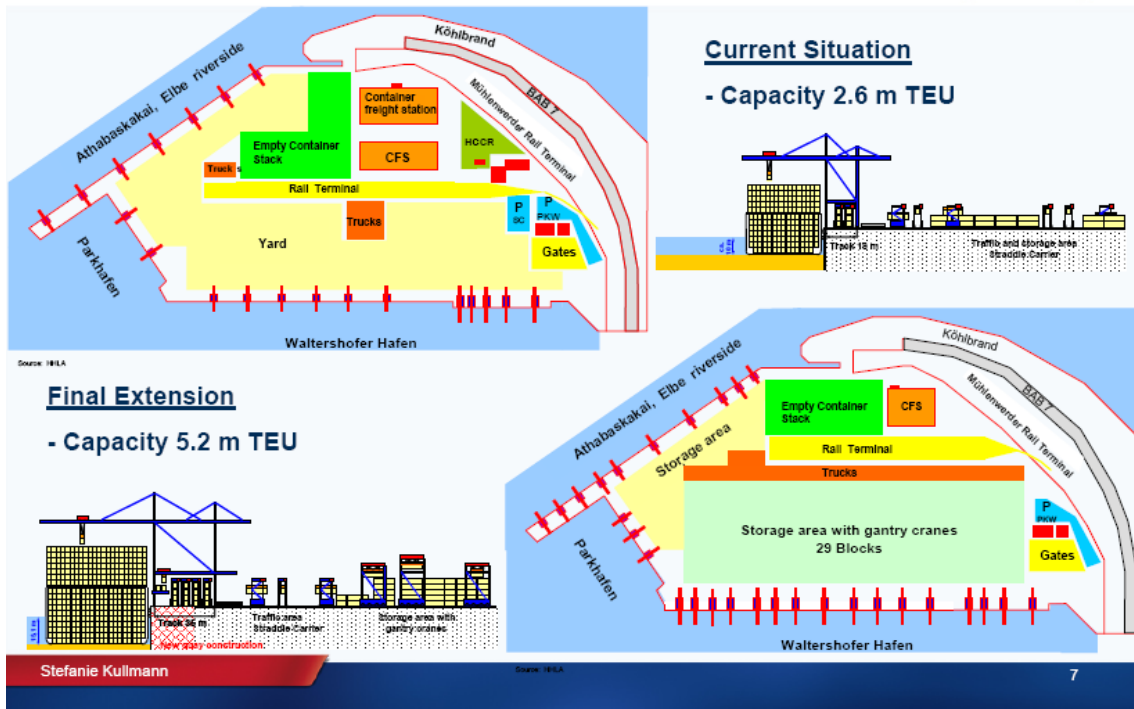 Current Situation
- Capacity 2.6 m TEU
Athabaskakai, Elbe riverside
Köhlbrand
BAB 7
Mühlenwerder Rail Terminal
Container
freight station
HCCR
Empty Container
Stack
CFS
Trucks
Rail Terminal
P
SC
P
PKW
Trucks
Yard
Gates
Parkhafen
Waltershofer Hafen
Source: HHLA
Track 18 m
Traffic and storage area
Straddle-Carrier
Final Extension
- Capacity 5.2 m TEU
Athabaskakai, Elbe riverside
Köhlbrand
BAB 7
Mühlenwerder Rail Terminal
Empty Container
Stack
CFS
Storage area
Rail Terminal
Trucks
Storage area with gantry cranes
29 Blocks
P
PKW
Gates
Parkhafen
Waltershofer Hafen
Track 35 m
Traffic area
Straddle-Carrier
Storage area with
gantry cranes
New quay construction
Stefanie Kullmann
Source: HHLA
7